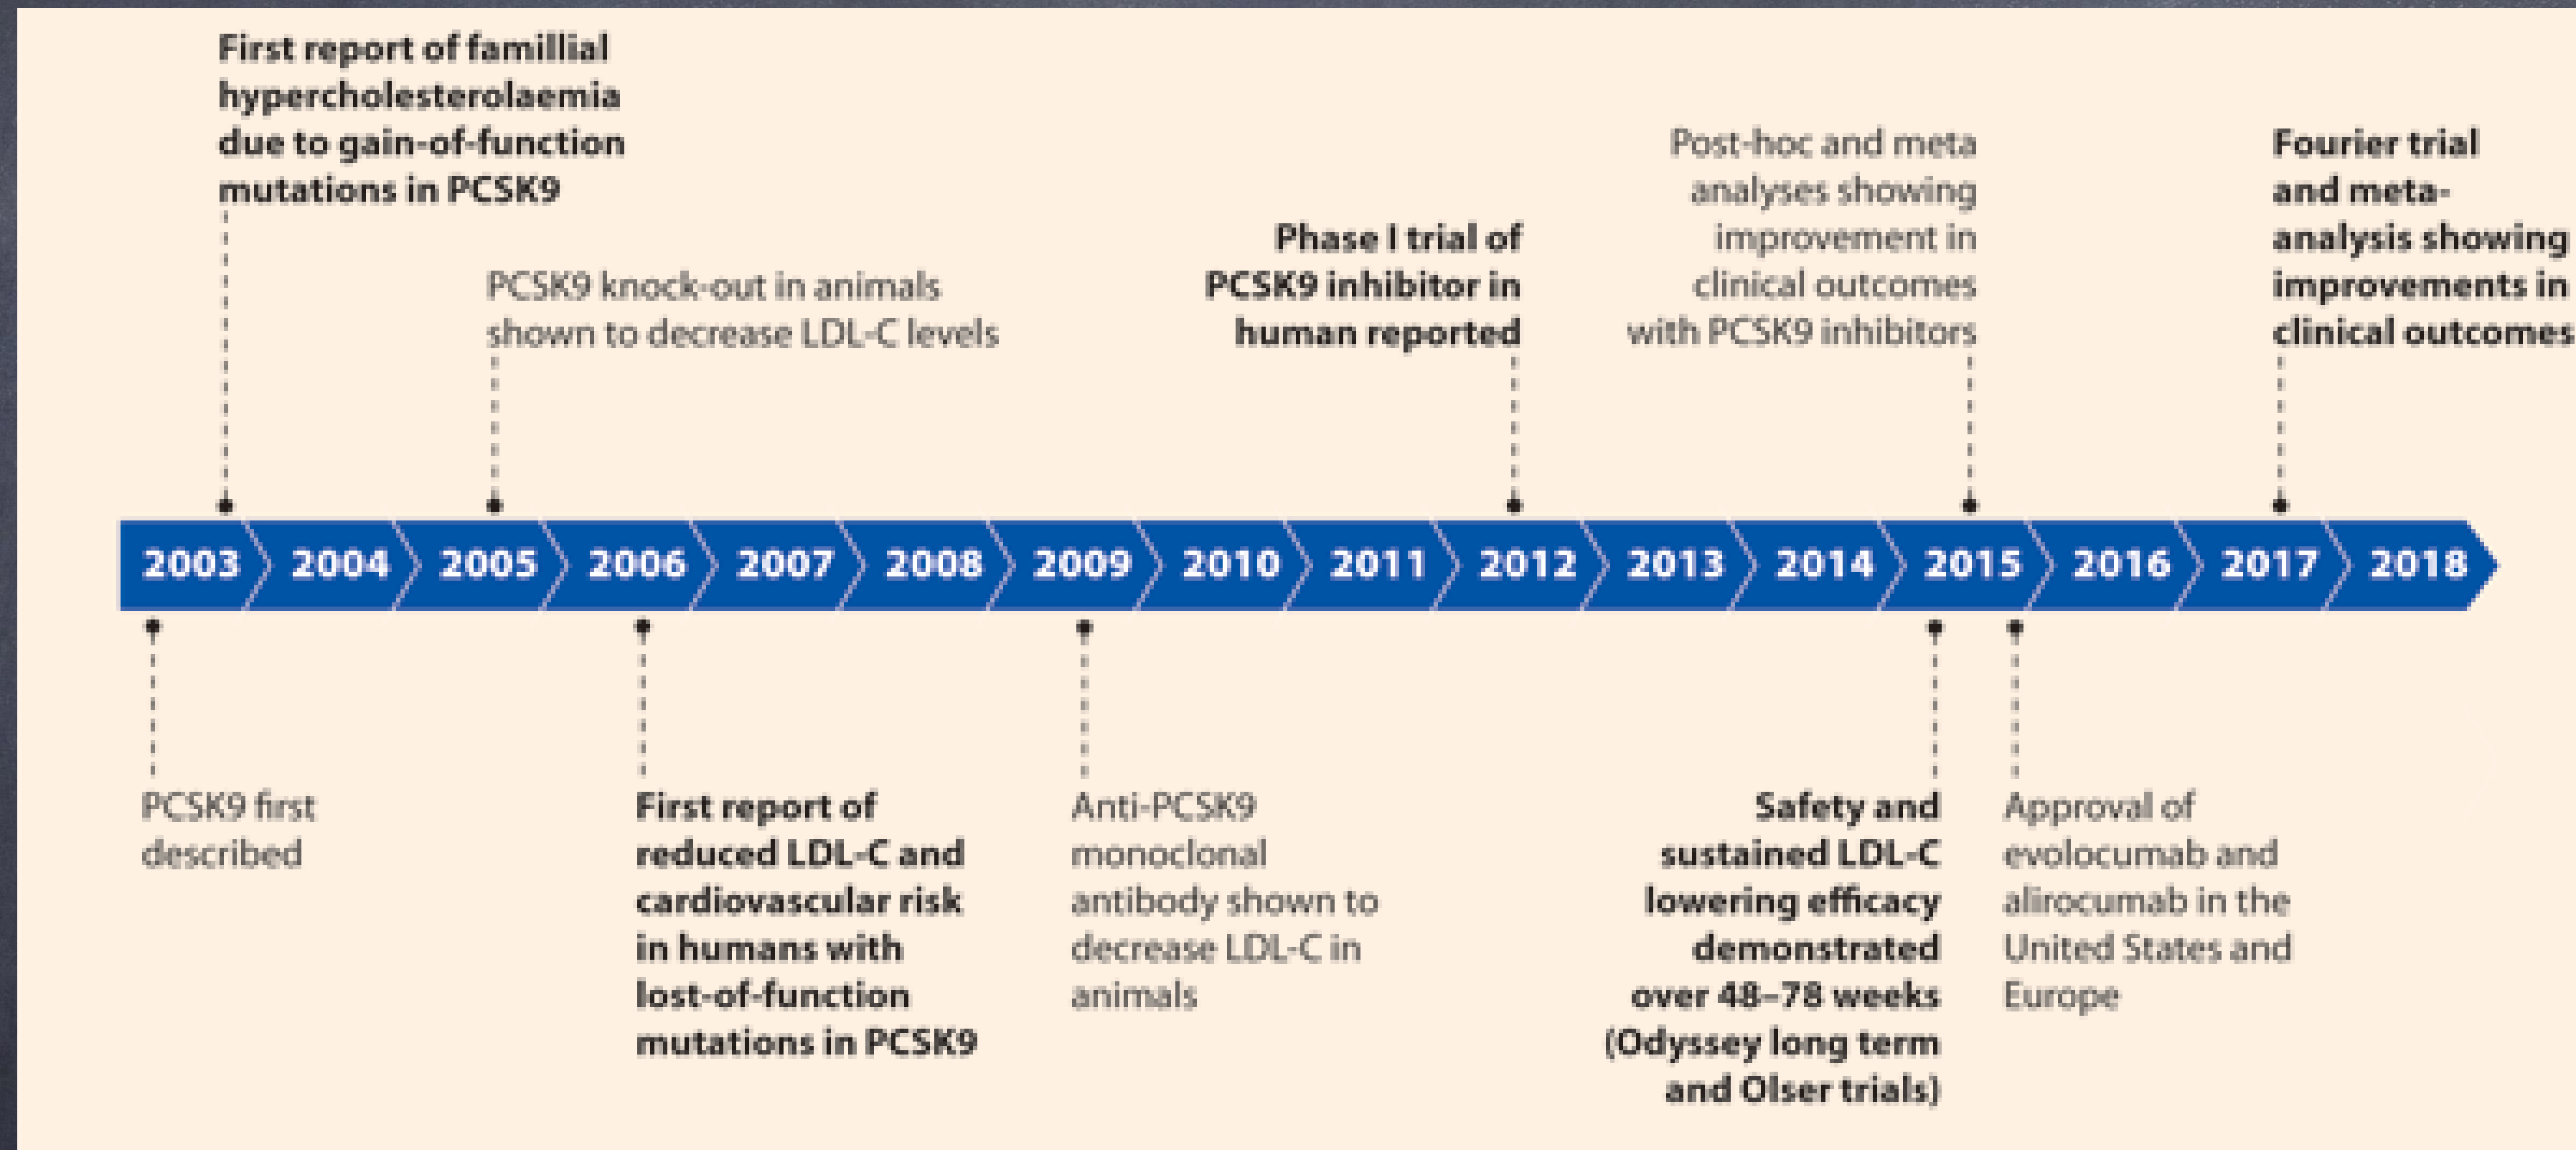 First report of famillial
hypercholesterolaemia
due to gain-of-function
mutations in PCSK9
PCSK9 knock-out in animals
shown to decrease LDL-C levels
Phase I trial of
PCSK9 inhibitor in
human reported
Post-hoc and meta
analyses showing
improvement in
clinical outcomes
with PCSK9 inhibitors
Fourier trial
and meta-
analysis showing
improvements in
clinical outcomes
2003 2004 2005 2006 2007 2008 2009 2010 2011 2012 2013 2014 2015 2016 2017 2018
PCSK9 first
described
First report of
reduced LDL-C and
cardiovascular risk
in humans with
lost-of-function
mutations in PCSK9
Anti-PCSK9
monoclonal
antibody shown to
decrease LDL-C in
animals
Safety and
sustained LDL-C
lowering efficacy
demonstrated
over 48–78 weeks
(Odyssey long term
and Olser trials)
Approval of
evolocumab and
alirocumab in the
United States and
Europe